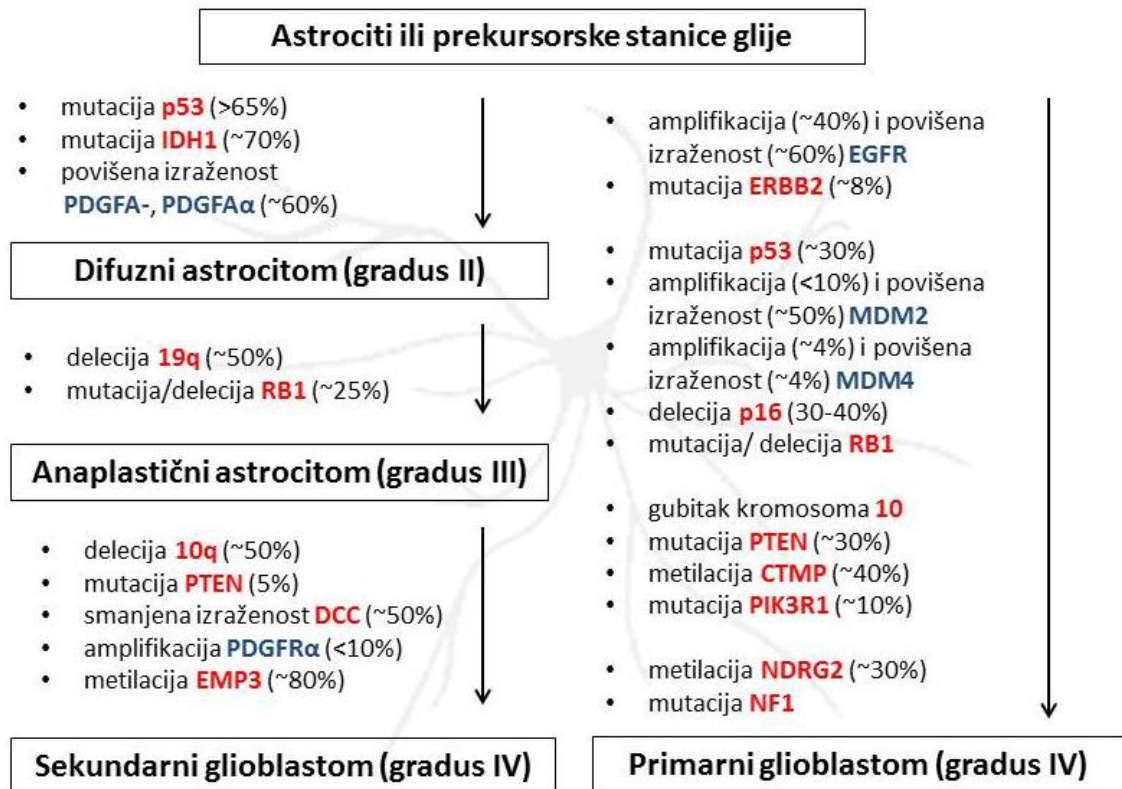 Astrociti ili prekursorske stanice glije
• mutacija p53 (>65%)
• mutacija IDH1 (~70%)
• povišena izraženost
PDGFA-, PDGFAα (~60%)
Difuzni astrocitom (gradus II)
• delecija 19q (~50%)
• mutacija/delecija RB1 (~25%)
Anaplastični astrocitom (gradus III)
• delecija 10q (~50%)
• mutacija PTEN (5%)
• smanjena izraženost DCC (~50%)
• amplifikacija PDGFRα (<10%)
• metilacija EMP3 (~80%)
Sekundarni glioblastom (gradus IV)
• amplifikacija (~40%) i povišena
izraženost (~60%) EGFR
• mutacija ERBB2 (~8%)
• mutacija p53 (~30%)
• amplifikacija (<10%) i povišena
izraženost (~50%) MDM2
• amplifikacija (~4%) i povišena
izraženost (~4%) MDM4
• delecija p16 (30-40%)
• mutacija/ delecija RB1
• gubitak kromosoma 10
• mutacija PTEN (~30%)
• metilacija CTMP (~40%)
• mutacija PIK3R1 (~10%)
• metilacija NDRG2 (~30%)
• mutacija NF1
Primarni glioblastom (gradus IV)